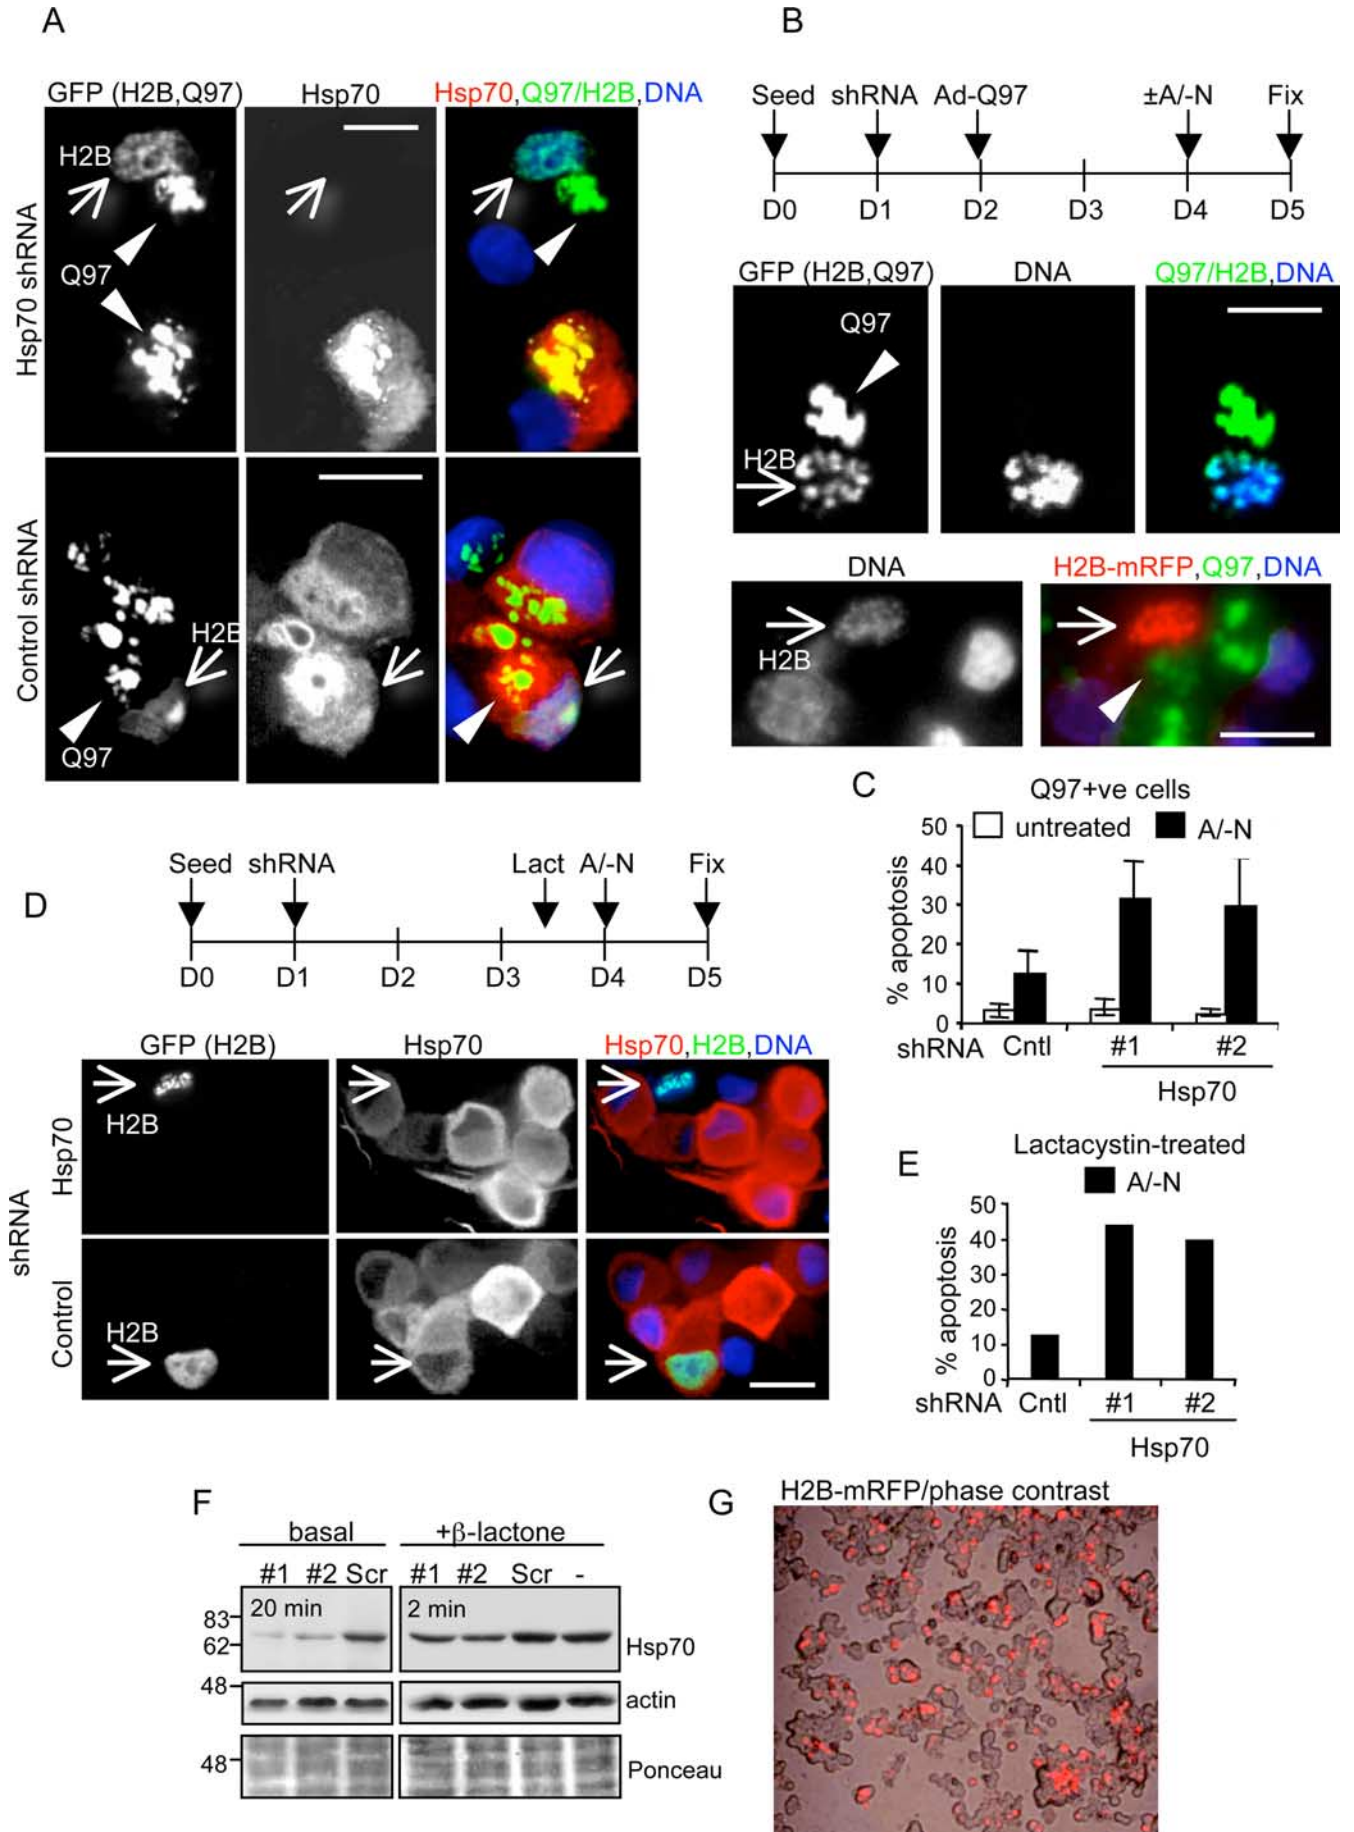 A
GFP (H2B,Q97)
Hsp70
Hsp70,Q97/H2B,DNA
Hsp70 shRNA
H2B
Q97
Control shRNA
H2B
Q97
B
Seed shRNA Ad-Q97 ±A/-N Fix
D0 D1 D2 D3 D4 D5
GFP (H2B,Q97)
DNA
Q97/H2B,DNA
Q97
H2B
DNA
H2B-mRFP,Q97,DNA
H2B
C
Q97+ve cells
untreated A/-N
% apoptosis
50
40
30
20
10
0
shRNA Cntl #1 #2
Hsp70
D
Seed shRNA Lact A/-N Fix
D0 D1 D2 D3 D4 D5
GFP (H2B)
Hsp70
Hsp70,H2B,DNA
shRNA
Hsp70
H2B
Control
H2B
E
Lactacystin-treated
A/-N
% apoptosis
50
40
30
20
10
0
shRNA Cntl #1 #2
Hsp70
F
basal +β-lactone
#1 #2 Scr #1 #2 Scr -
20 min 2 min
83
62
Hsp70
48
actin
48
Ponceau
G
H2B-mRFP/phase contrast